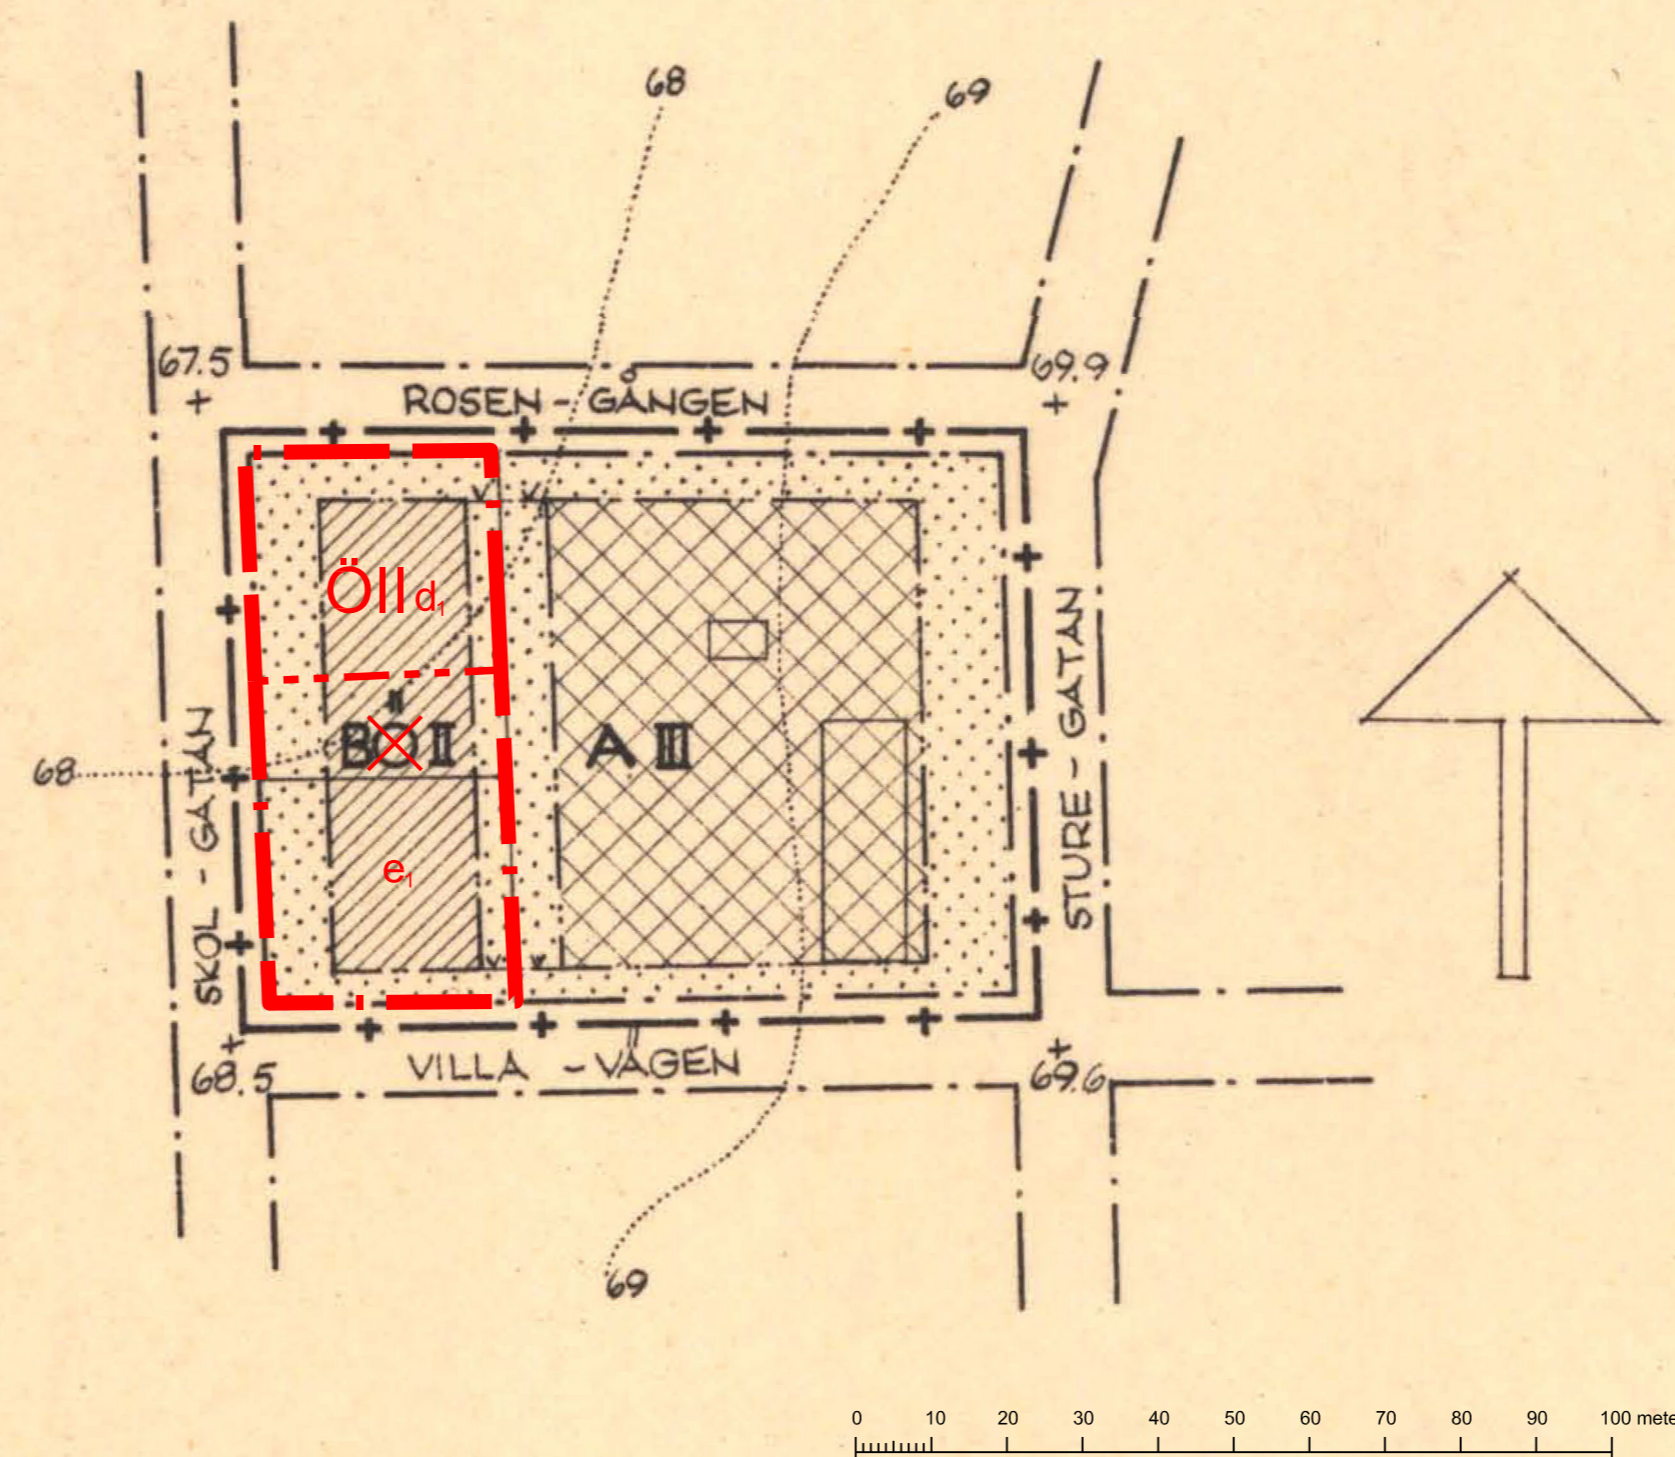 68
69
67.5
69.9
ROSEN - GÅNGEN
ÖII d1
BÖ II
A III
68
SKOL - GATAN
STURE - GATAN
e1
68.5
VILLA - VÄGEN
69.6
69
0 10 20 30 40 50 60 70 80 90 100 mete